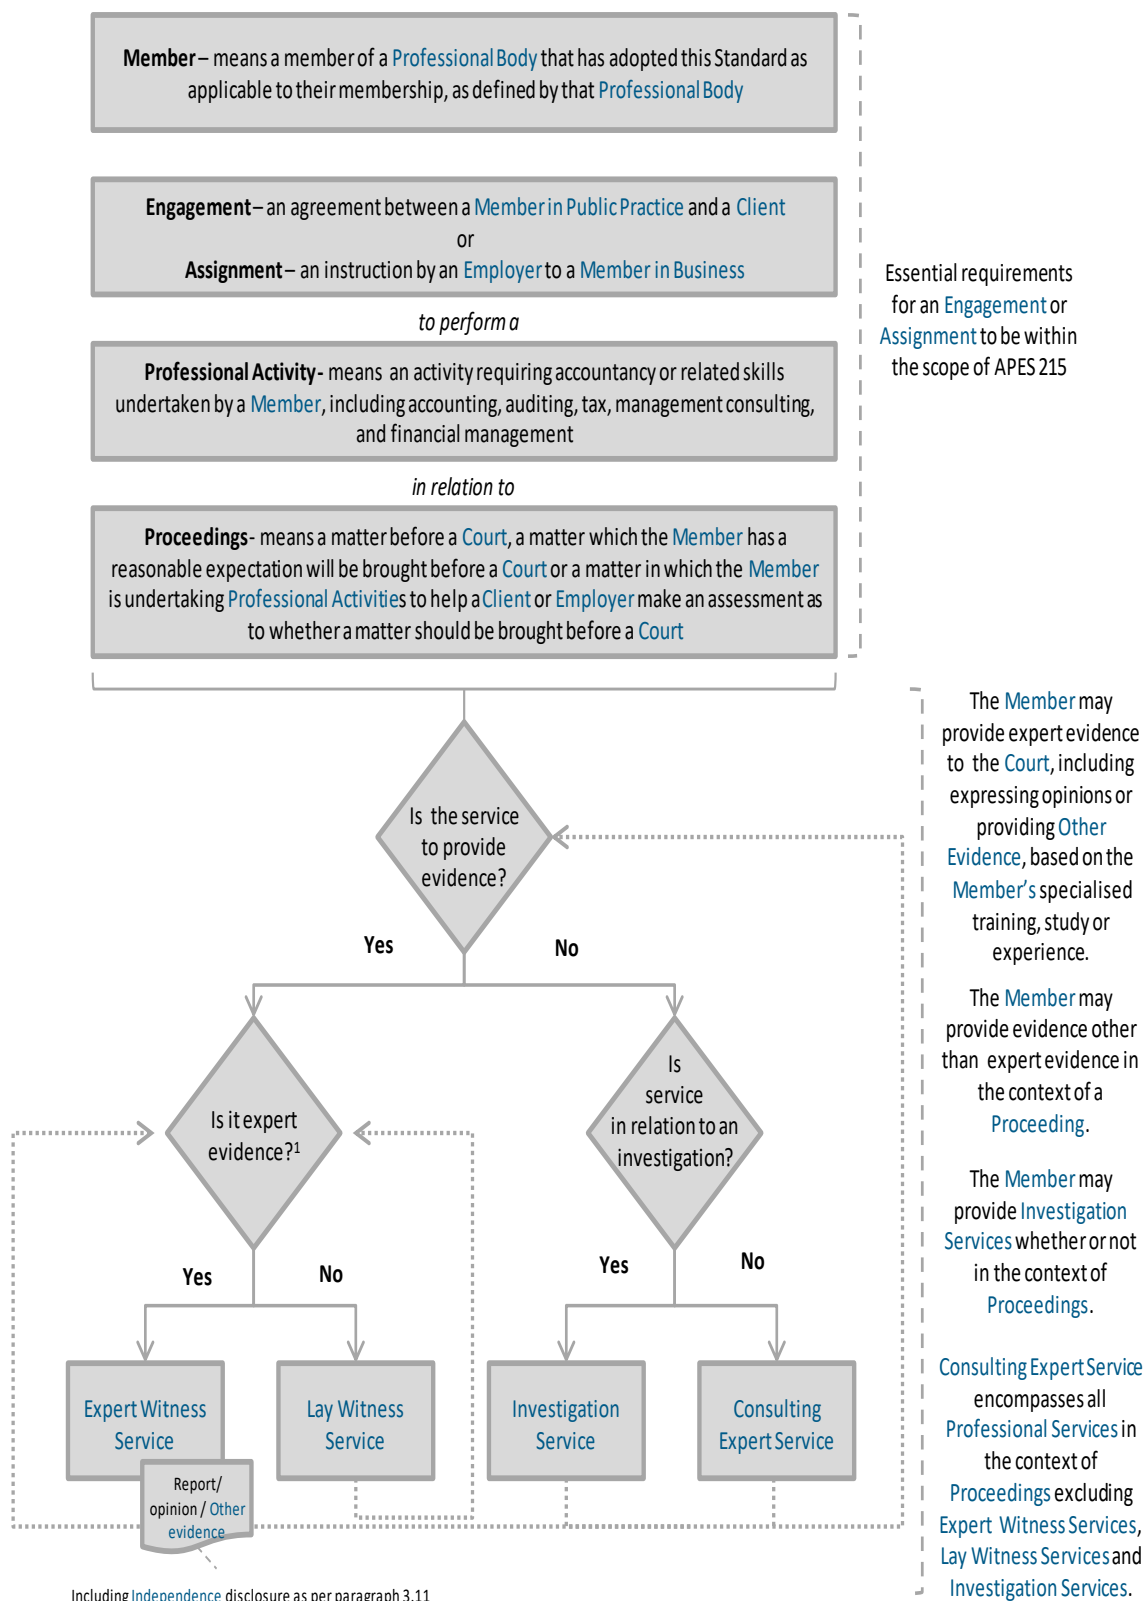 Member – means a member of a Professional Body that has adopted this Standard as
applicable to their membership, as defined by that Professional Body
Engagement – an agreement between a Member in Public Practice and a Client
or
Assignment – an instruction by an Employer to a Member in Business
to perform a
Professional Activity - means an activity requiring accountancy or related skills
undertaken by a Member, including accounting, auditing, tax, management consulting,
and financial management
in relation to
Proceedings - means a matter before a Court, a matter which the Member has a
reasonable expectation will be brought before a Court or a matter in which the Member
is undertaking Professional Activities to help a Client or Employer make an assessment as
to whether a matter should be brought before a Court
Essential requirements
for an Engagement or
Assignment to be within
the scope of APES 215
Is the service
to provide
evidence?
Yes
No
Is it expert
evidence?¹
Is
service
in relation to an
investigation?
Yes
No
Yes
No
Expert Witness
Service
Lay Witness
Service
Investigation
Service
Consulting
Expert Service
Report/
opinion / Other
evidence
Including Independence disclosure as per paragraph 3.11
The Member may
provide expert evidence
to the Court, including
expressing opinions or
providing Other
Evidence, based on the
Member's specialised
training, study or
experience.
The Member may
provide evidence other
than expert evidence in
the context of a
Proceeding.
The Member may
provide Investigation
Services whether or not
in the context of
Proceedings.
Consulting Expert Service
encompasses all
Professional Services in
the context of
Proceedings excluding
Expert Witness Services,
Lay Witness Services and
Investigation Services.